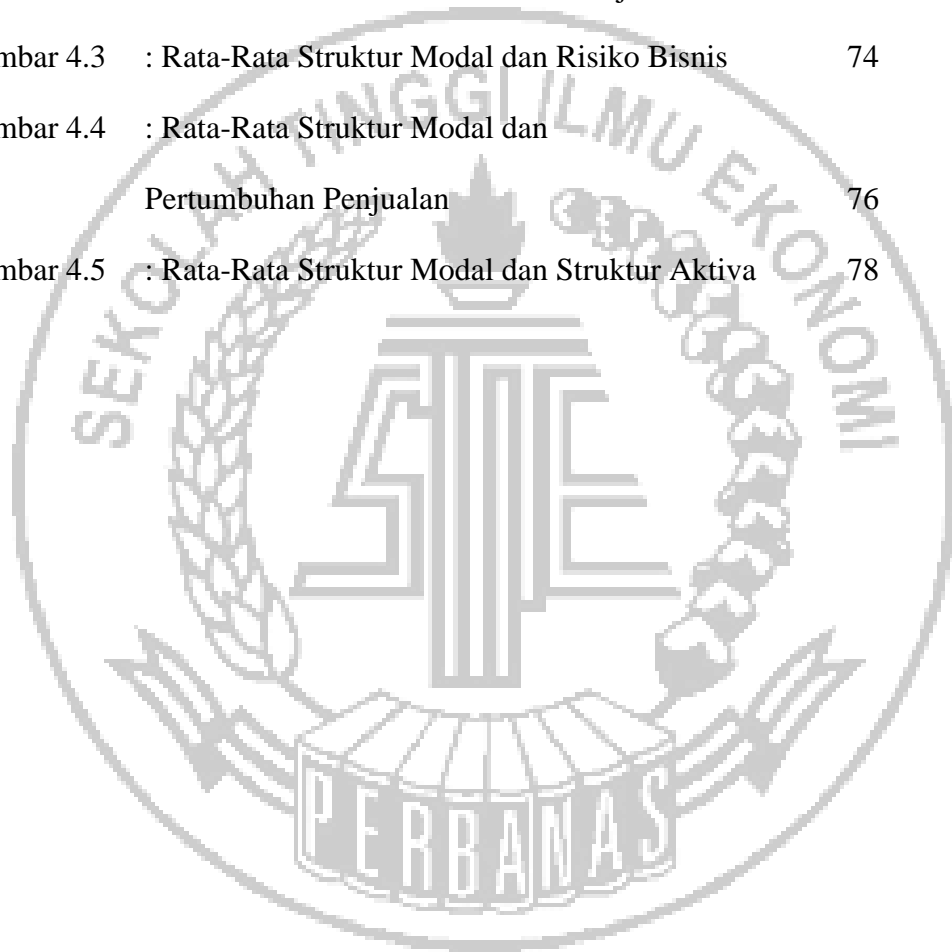 mbar 4.3 : Rata-Rata Struktur Modal dan Risiko Bisnis 74
mbar 4.4 : Rata-Rata Struktur Modal dan
Pertumbuhan Penjualan 76
mbar 4.5 : Rata-Rata Struktur Modal dan Struktur Aktiva 78
SEKOLAH TINGGI ILMU EKONOMI
STIE
PERBANAS